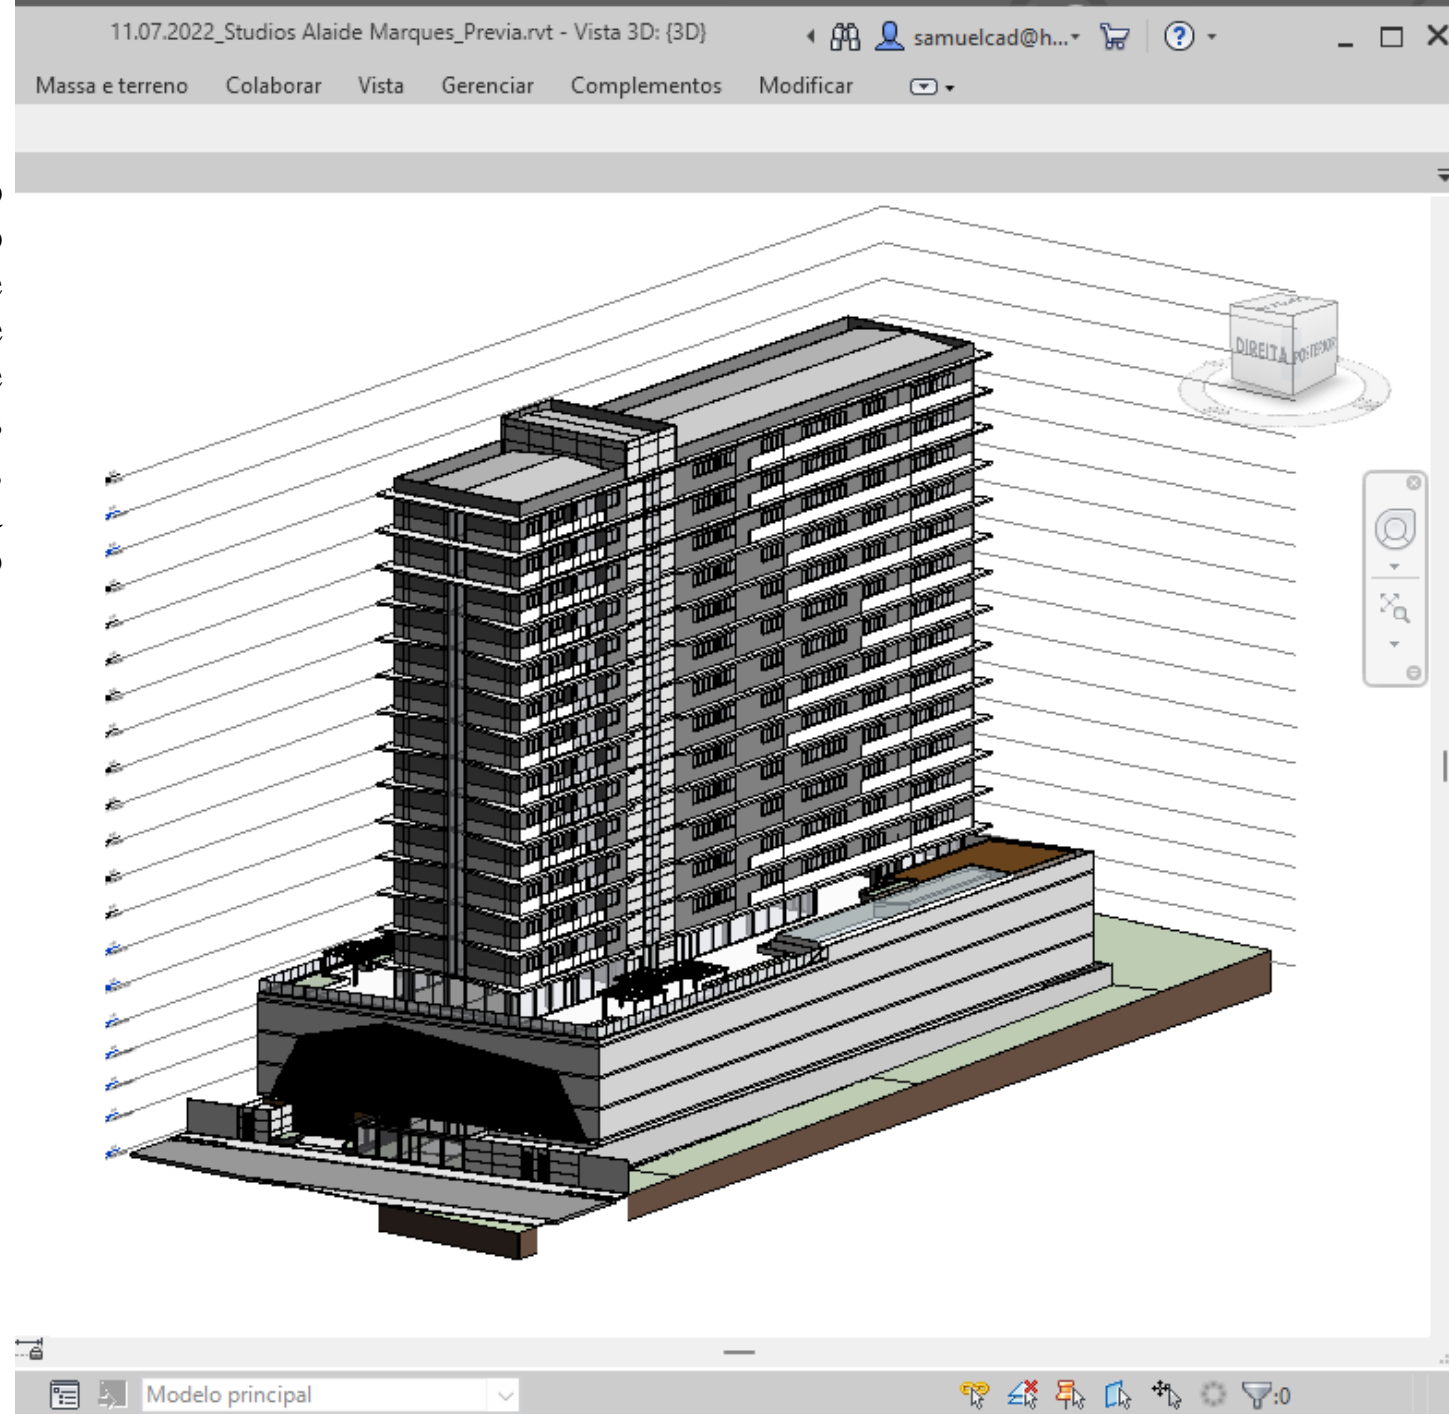 11.07.2022_Studios Alaide Marques_Previa.rvt - Vista 3D: {3D}
samuelcad@h...
Massa e terreno Colaborar Vista Gerenciar Complementos Modificar
DIREITA
POSTERIOR
Modelo principal
:0